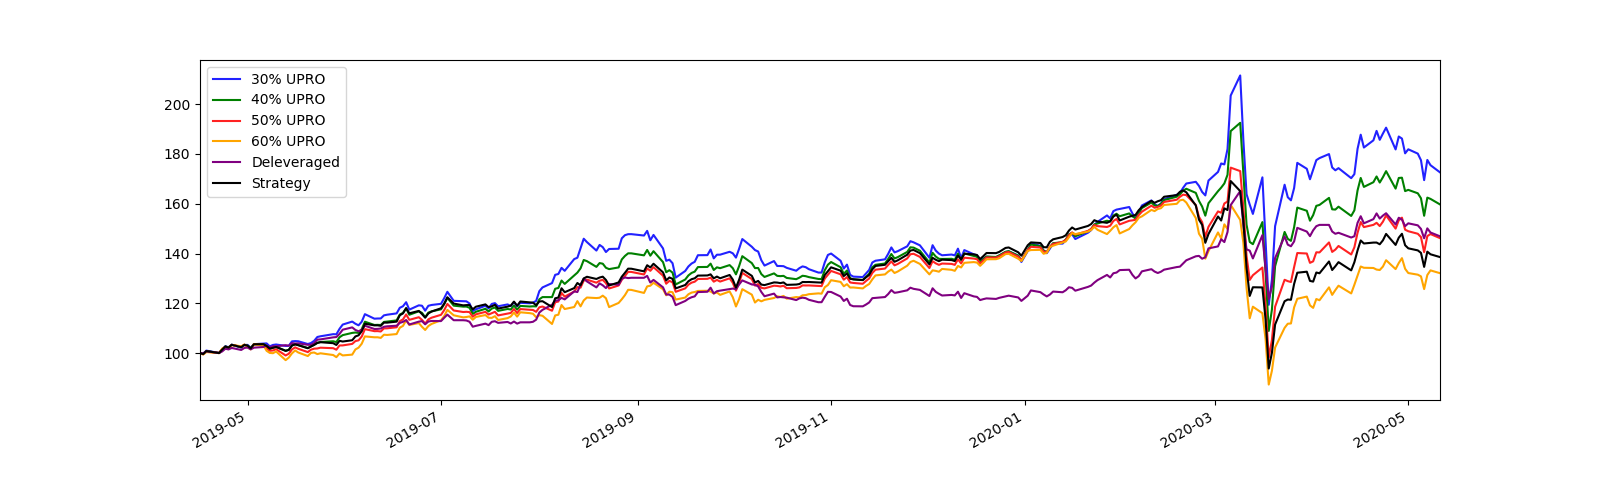 30% UPRO
40% UPRO
50% UPRO
60% UPRO
Deleveraged
Strategy
200
180
160
140
120
100
2019-05
2019-07
2019-09
2019-11
2020-01
2020-03
2020-05